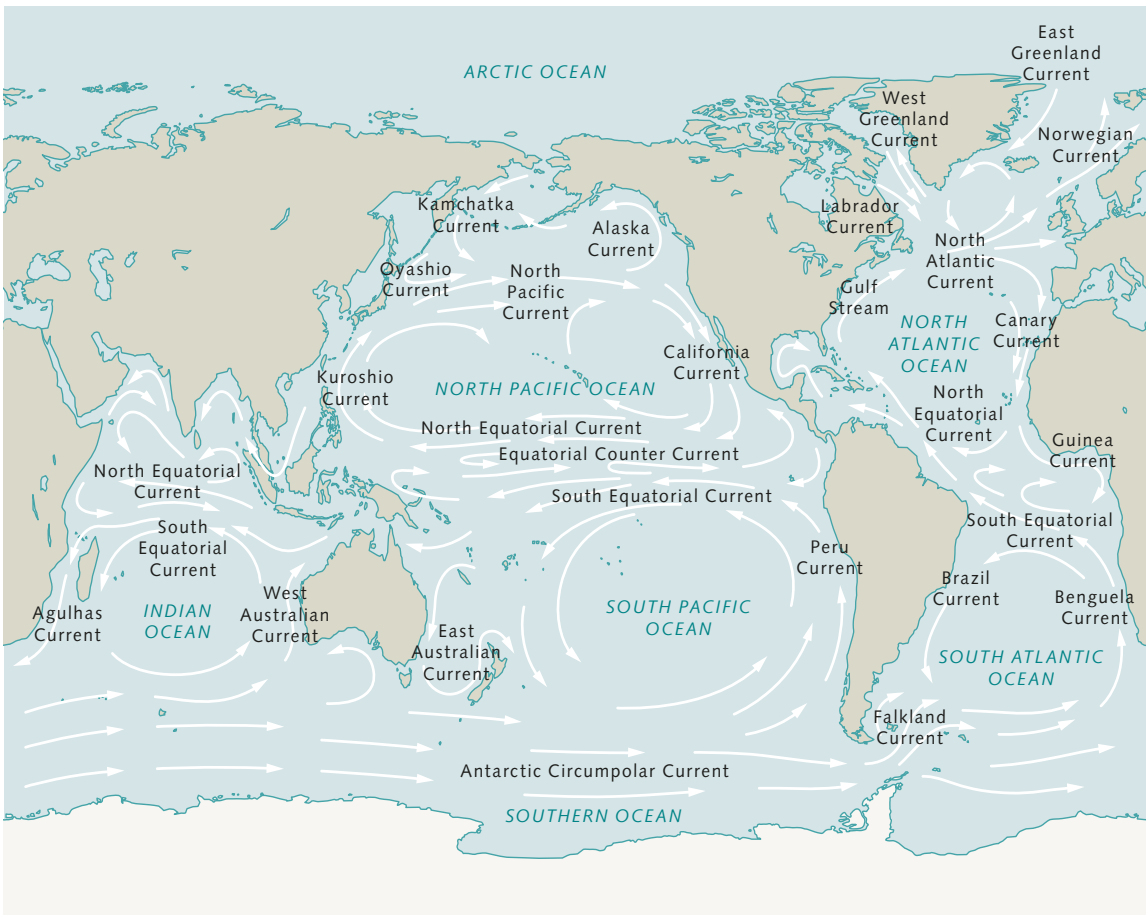 East
Greenland
Current
ARCTIC OCEAN
West
Greenland
Current
Norwegian
Current
Kamchatka
Current
Labrador
Current
Alaska
Current
North
Atlantic
Current
Oyashio
Current
North
Pacific
Current
Gulf
Stream
NORTH
ATLANTIC
OCEAN
Canary
Current
California
Current
Kuroshio
Current
NORTH PACIFIC OCEAN
North
Equatorial
Current
North Equatorial Current
Guinea
Current
Equatorial Counter Current
North Equatorial
Current
South Equatorial Current
South
Equatorial
Current
South Equatorial
Current
Peru
Current
Brazil
Current
Benguela
Current
Agulhas
Current
INDIAN
OCEAN
West
Australian
Current
SOUTH PACIFIC
OCEAN
East
Australian
Current
SOUTH ATLANTIC
OCEAN
Falkland
Current
Antarctic Circumpolar Current
SOUTHERN OCEAN